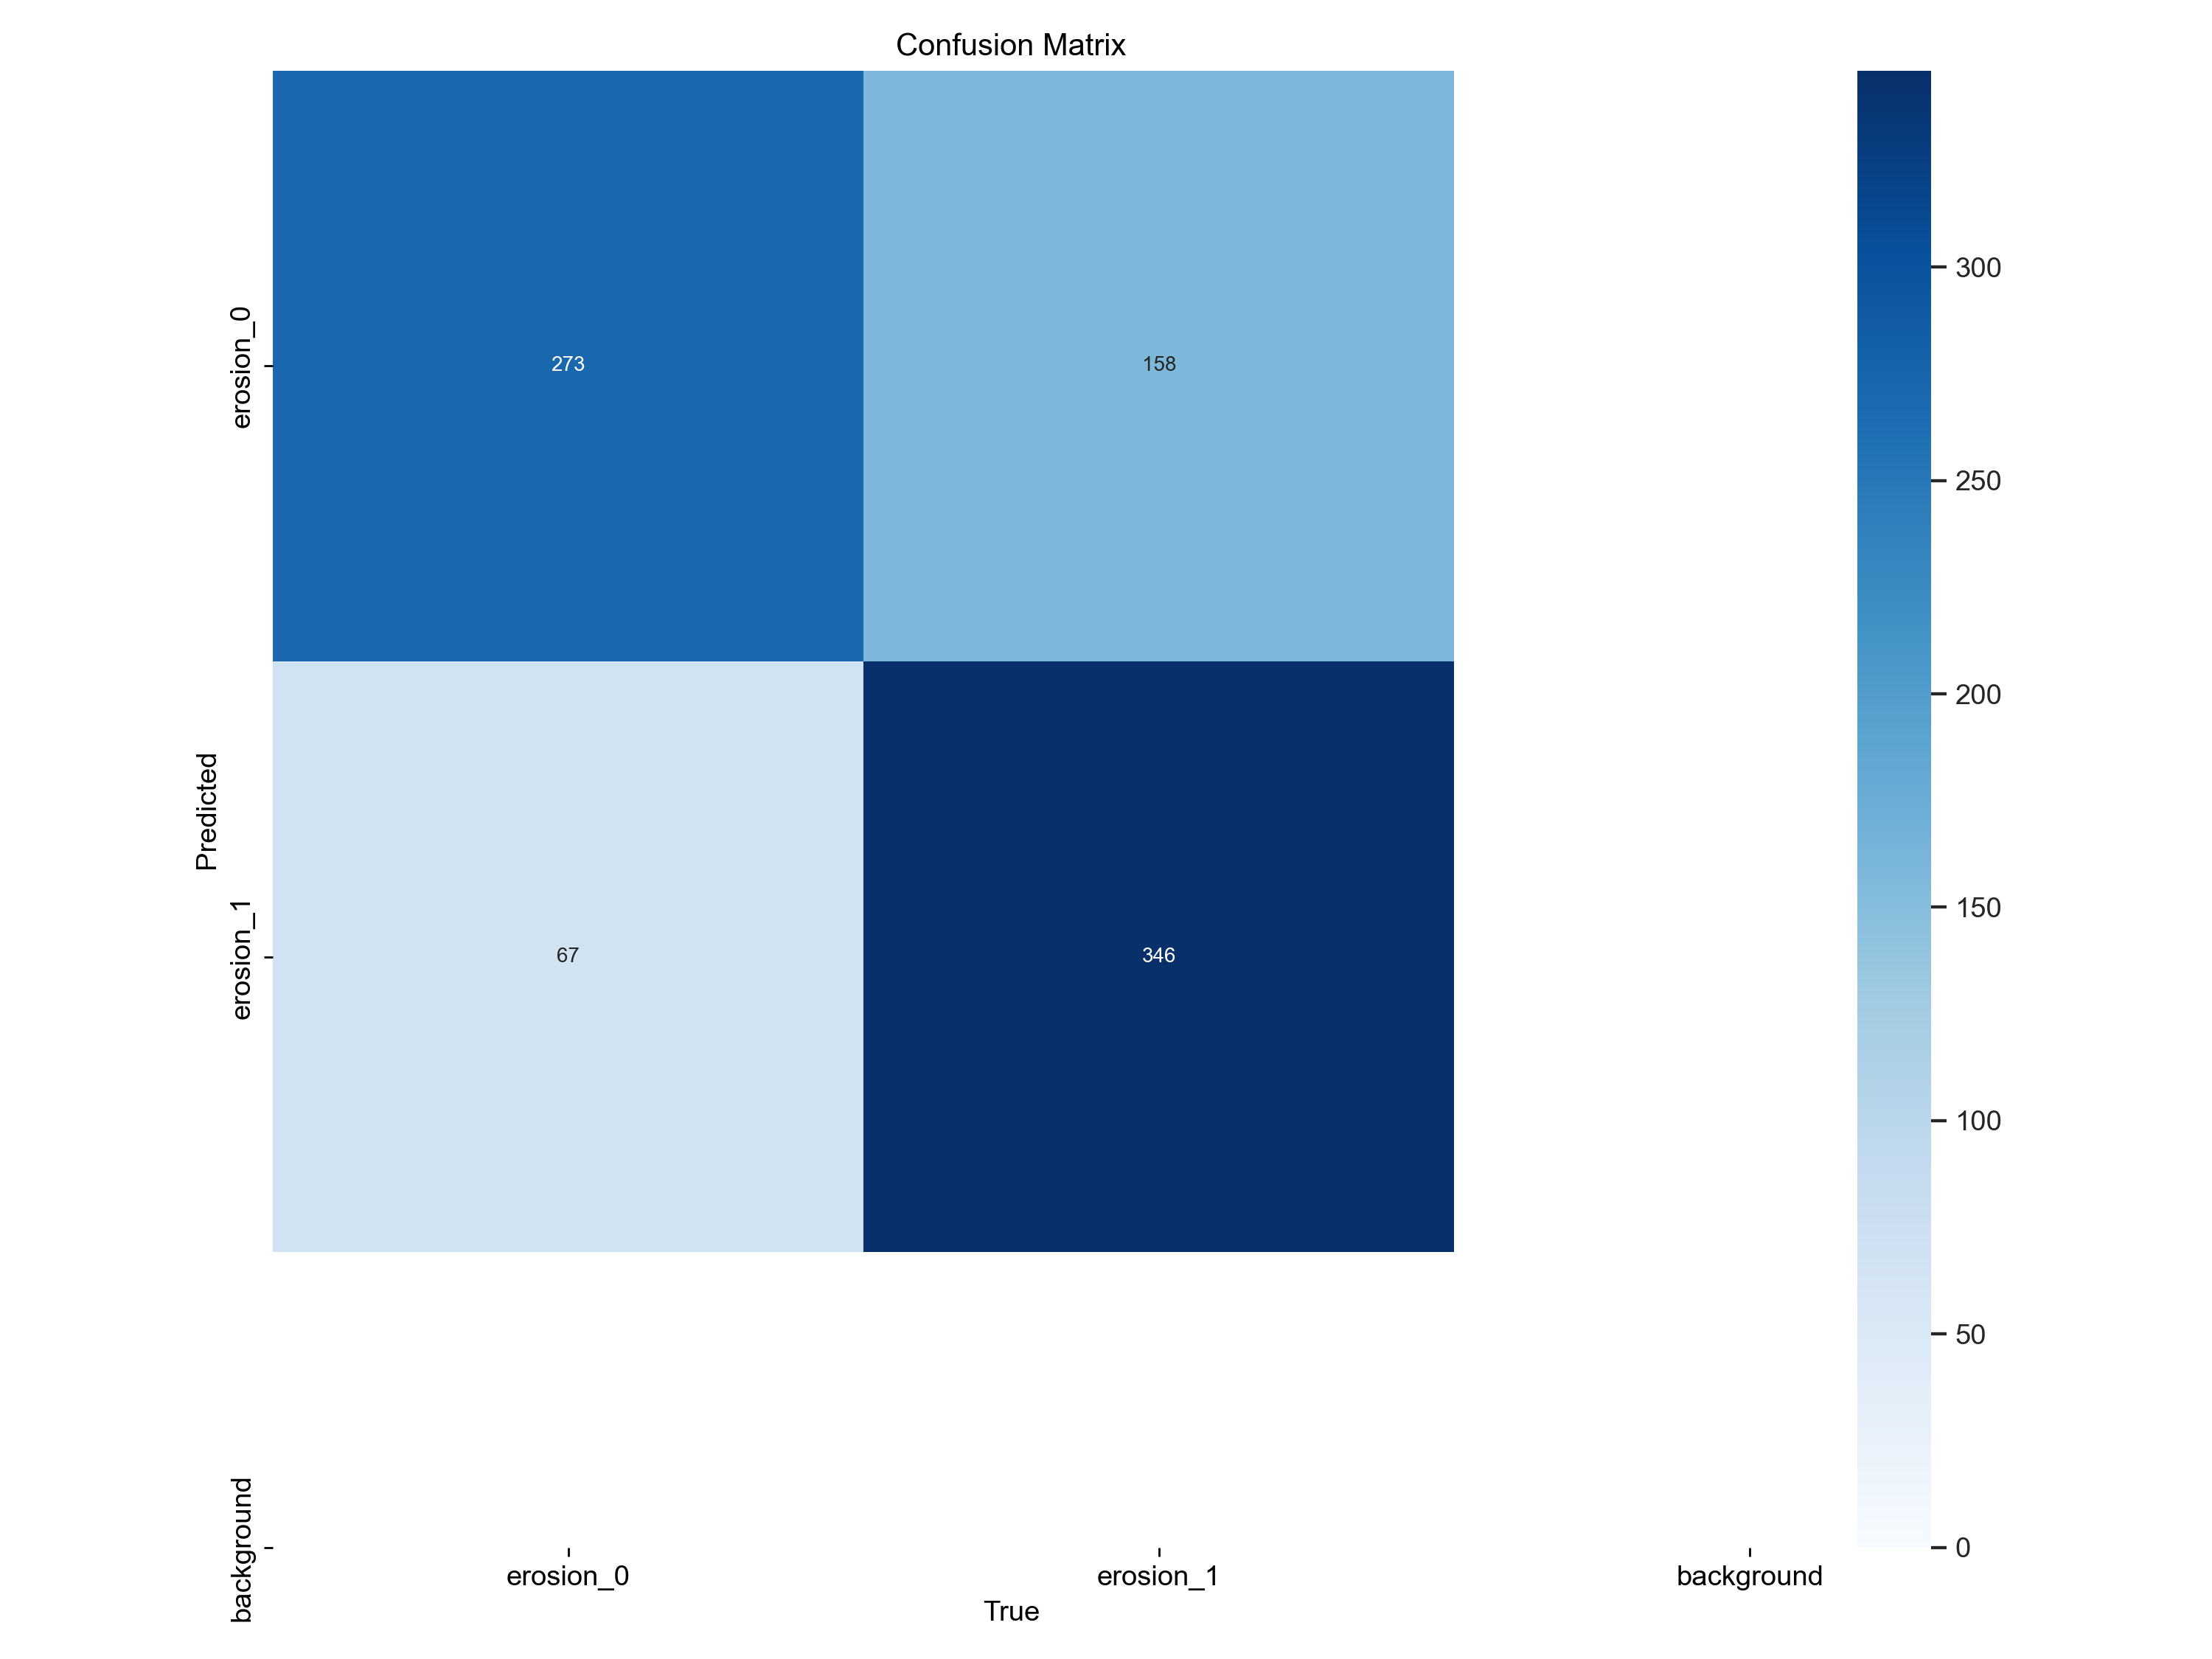 Confusion Matrix
erosion_0
273
158
300
250
200
150
Predicted
erosion_1
67
346
100
50
0
background
erosion_0
erosion_1
background
True